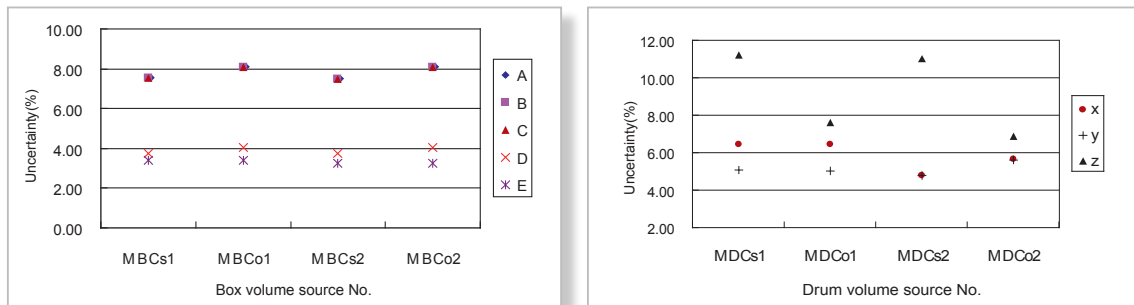 10.00
8.00
6.00
4.00
2.00
0.00
Uncertainty(%)
MBCs1 MBCo1 MBCs2 MBCo2
Box volume source No.
A
B
C
D
E
12.00
10.00
8.00
6.00
4.00
2.00
Uncertainty(%)
MDCs1 MDCo1 MDCs2 MDCo2
Drum volume source No.
x
y
z